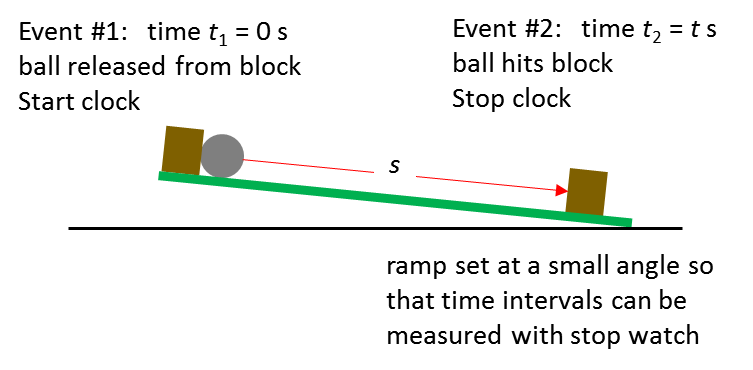 Event #1:   time t₁ = 0 s
ball released from block
Start clock
Event #2:   time t₂ = t s
ball hits block
Stop clock
s
ramp set at a small angle so
that time intervals can be
measured with stop watch